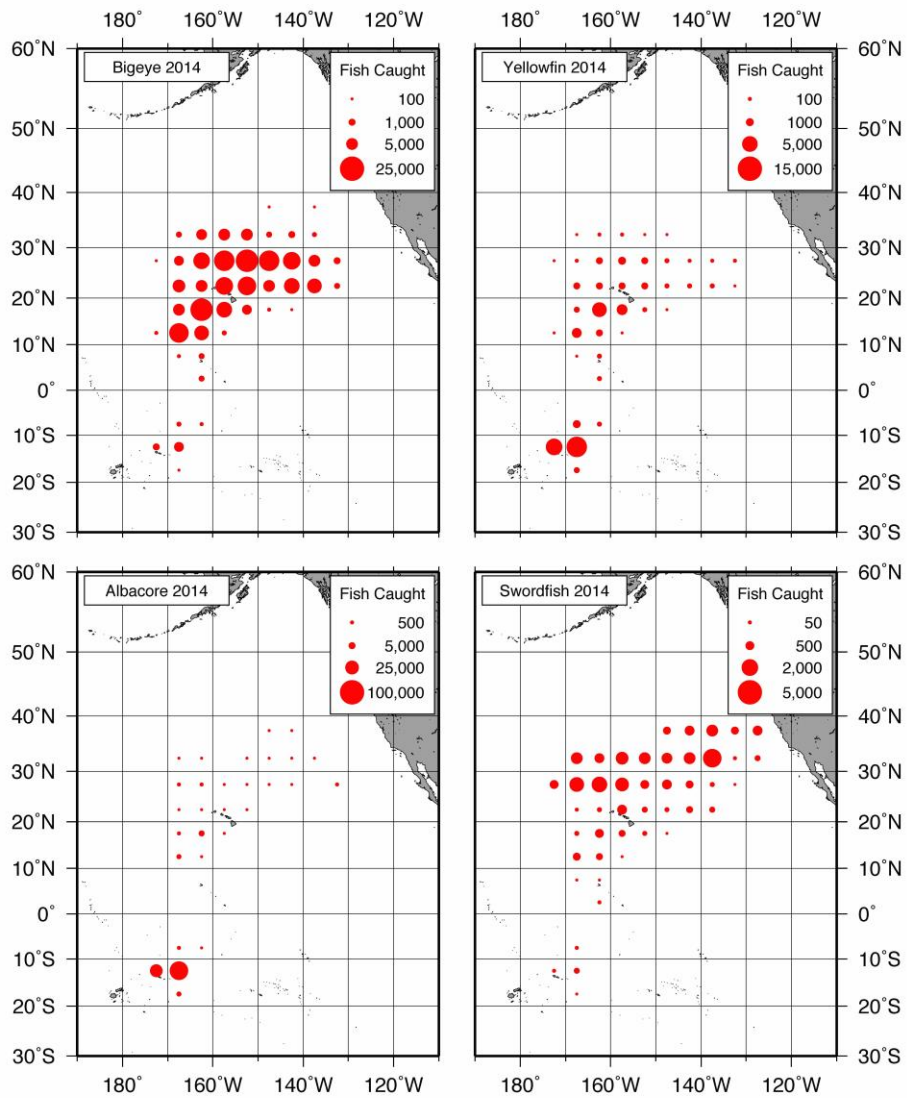 180° 160°W 140°W 120°W 180° 160°W 140°W 120°W
60°N 60°N
Bigeye 2014 Fish Caught Yellowfin 2014 Fish Caught
100 100
1,000 1000
50°N 5,000 5,000 50°N
25,000 15,000
40°N 40°N
30°N 30°N
20°N 20°N
10°N 10°N
0° 0°
10°S 10°S
20°S 20°S
30°S 30°S
60°N 60°N
Albacore 2014 Fish Caught Swordfish 2014 Fish Caught
500 50
5,000 500
50°N 25,000 2,000 50°N
100,000 5,000
40°N 40°N
30°N 30°N
20°N 20°N
10°N 10°N
0° 0°
10°S 10°S
20°S 20°S
30°S 30°S
180° 160°W 140°W 120°W 180° 160°W 140°W 120°W